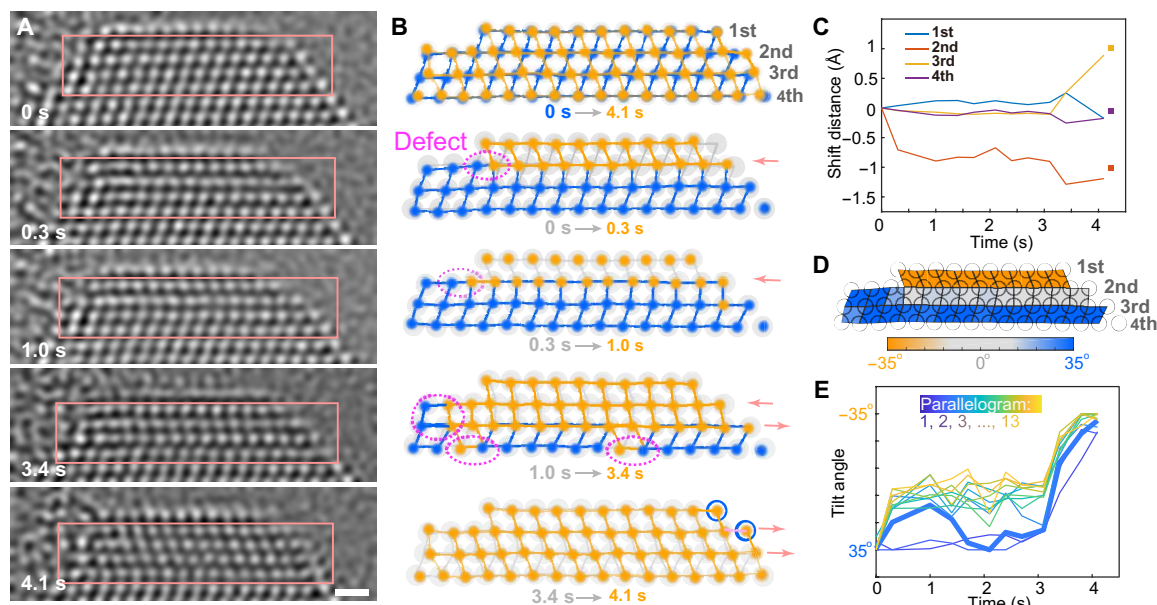 A
0 s
0.3 s
1.0 s
3.4 s
4.1 s
B
1st
2nd
3rd
4th
0 s → 4.1 s
Defect
0 s → 0.3 s
0.3 s → 1.0 s
1.0 s → 3.4 s
3.4 s → 4.1 s
C
1st
2nd
3rd
4th
Shift distance (Å)
1
0.5
0
−0.5
−1
−1.5
0
1
2
3
4
Time (s)
D
1st
2nd
3rd
4th
−35°
0°
35°
E
Parallelogram:
1, 2, 3, ..., 13
Tilt angle
-35°
35°
0
1
2
3
4
Time (s)